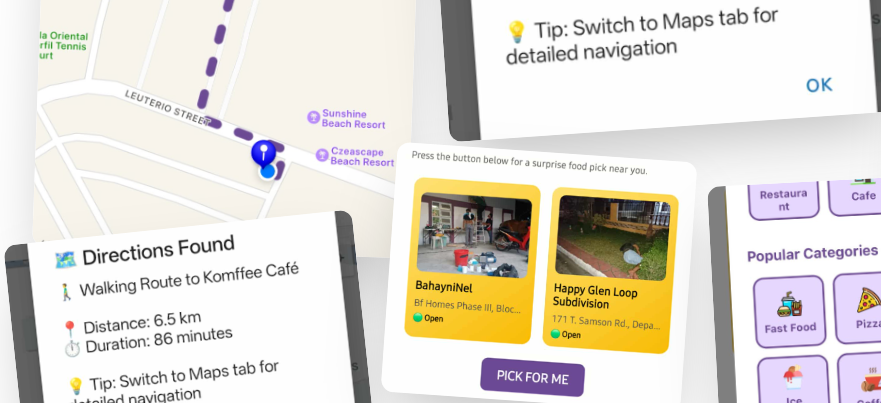 la Oriental
rfil Tennis
urt
LEUTERIO STREET
Sunshine
Beach Resort
Czeascape
Beach Resort
💡 Tip: Switch to Maps tab for
detailed navigation
OK
Press the button below for a surprise food pick near you.
BahayniNel
Bf Homes Phase III, Bloc...
Open
Happy Glen Loop
Subdivision
171 T. Samson Rd., Depa...
Open
PICK FOR ME
🗺️ Directions Found
🚶 Walking Route to Komffee Café
📍 Distance: 6.5 km
⏱️ Duration: 86 minutes
💡 Tip: Switch to Maps tab for
detailed navigation
Restaura
nt
Cafe
Popular Categories
Fast Food
Pizza
Ice